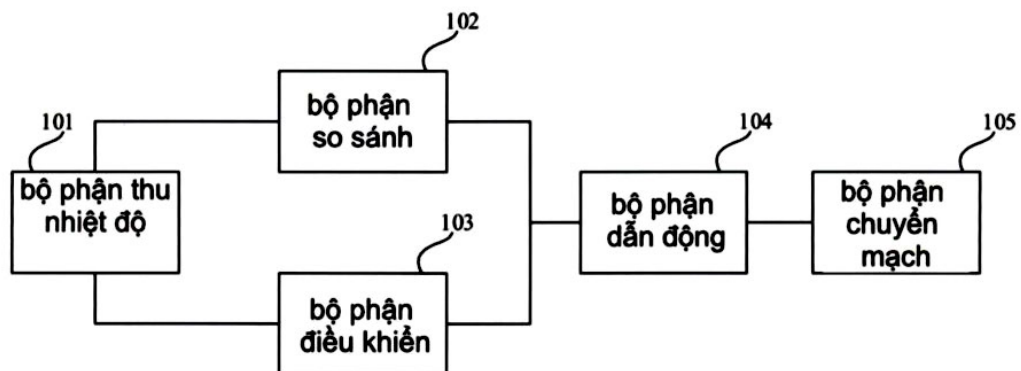 102
bộ phận
so sánh
101
bộ phận thu
nhiệt độ
104
bộ phận
dẫn động
105
bộ phận
chuyển
mạch
103
bộ phận
điều khiển